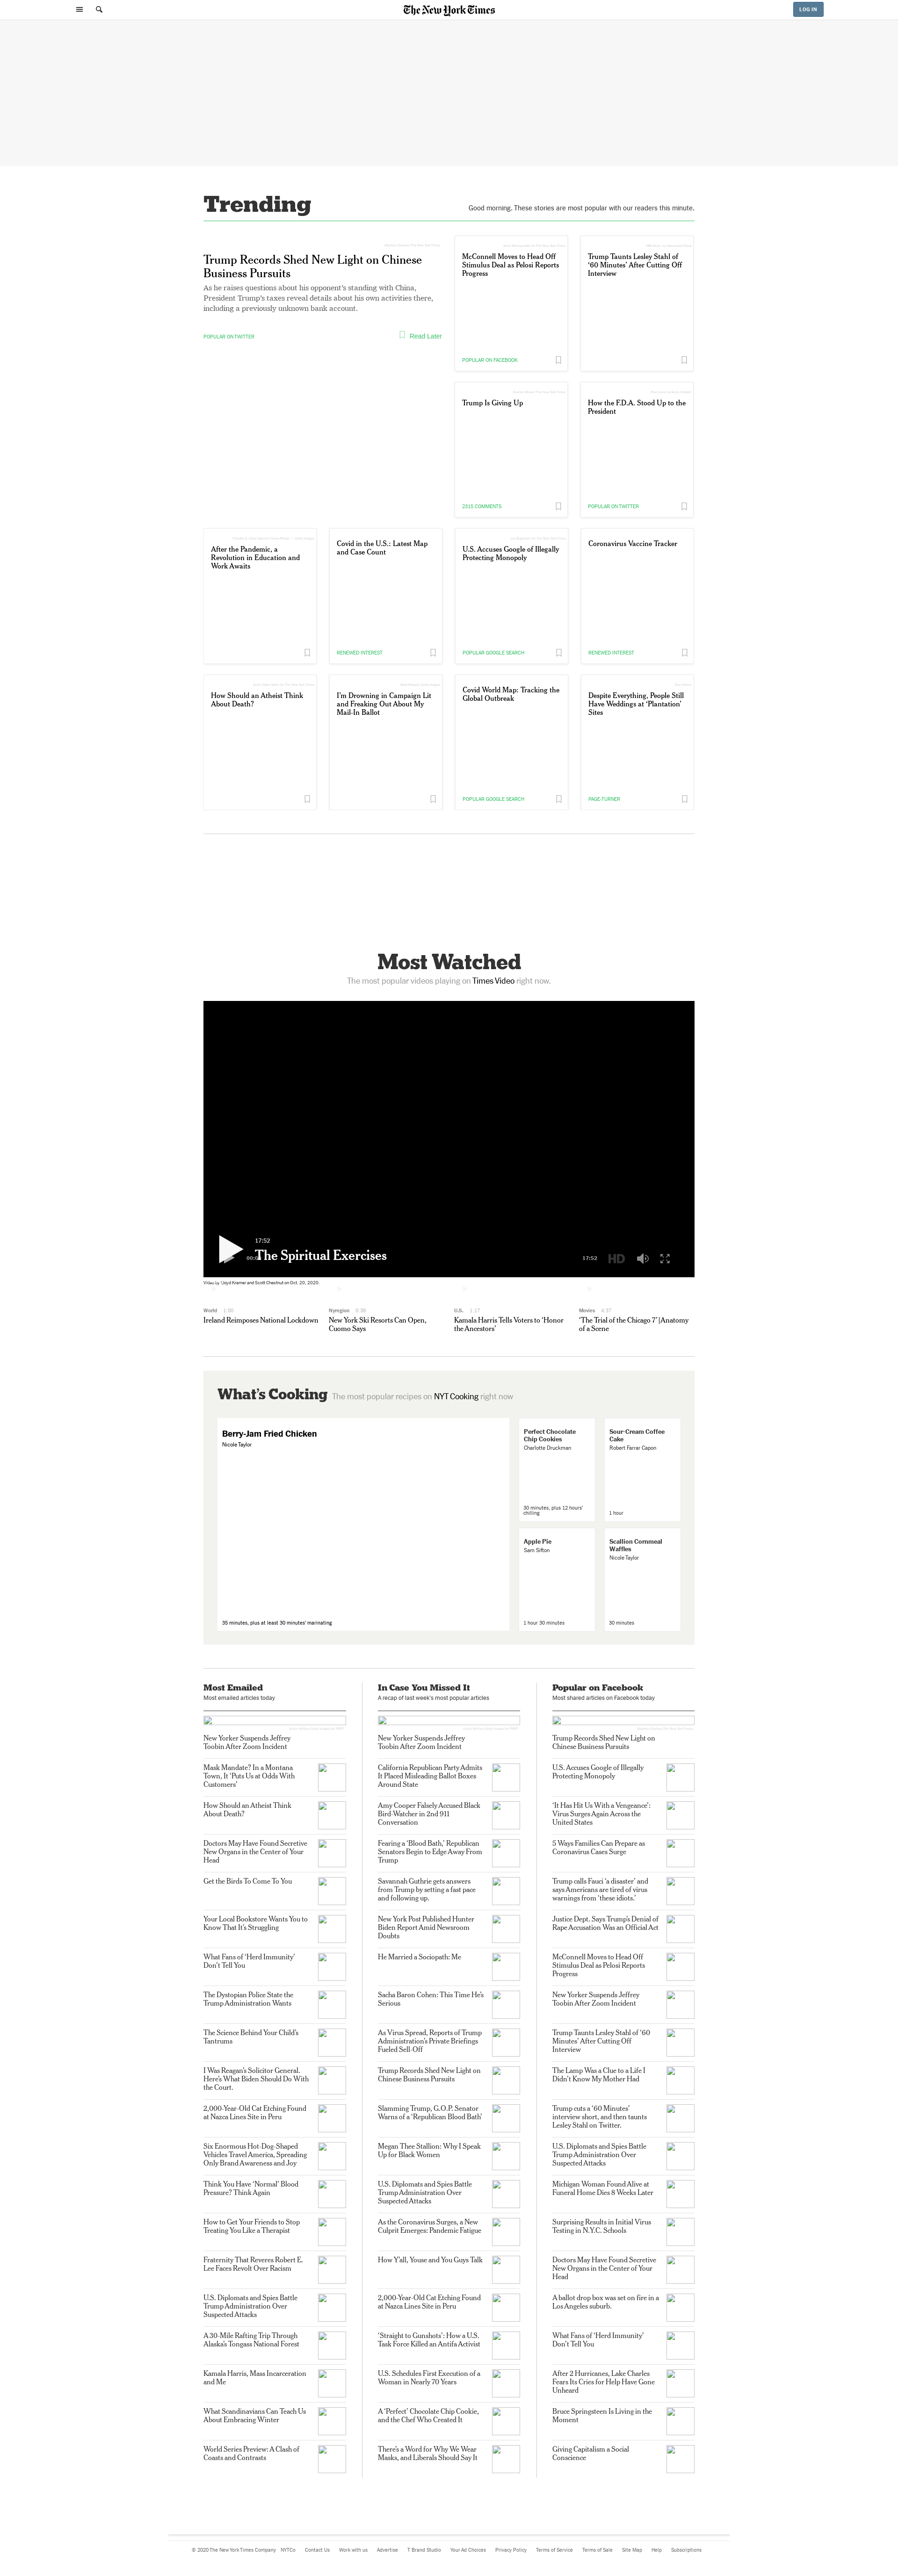 The New York Times
LOG IN
Trending
Good morning. These stories are most popular with our readers this minute.
Trump Records Shed New Light on Chinese
Business Pursuits
As he raises questions about his opponent's standing with China,
President Trump's taxes reveal details about his own activities there,
including a previously unknown bank account.
POPULAR ON TWITTER
Read Later
McConnell Moves to Head Off
Stimulus Deal as Pelosi Reports
Progress
POPULAR ON FACEBOOK
Trump Taunts Lesley Stahl of
‘60 Minutes’ After Cutting Off
Interview
Trump Is Giving Up
2315 COMMENTS
How the F.D.A. Stood Up to the
President
POPULAR ON TWITTER
After the Pandemic, a
Revolution in Education and
Work Awaits
Covid in the U.S.: Latest Map
and Case Count
RENEWED INTEREST
U.S. Accuses Google of Illegally
Protecting Monopoly
POPULAR GOOGLE SEARCH
Coronavirus Vaccine Tracker
RENEWED INTEREST
How Should an Atheist Think
About Death?
I’m Drowning in Campaign Lit
and Freaking Out About My
Mail-In Ballot
Covid World Map: Tracking the
Global Outbreak
POPULAR GOOGLE SEARCH
Despite Everything, People Still
Have Weddings at ‘Plantation’
Sites
PAGE-TURNER
Most Watched
The most popular videos playing on Times Video right now.
17:52
The Spiritual Exercises
17:52
HD
Video by Lloyd Kramer and Scott Chestnut on Oct. 20, 2020.
World 1:00
Ireland Reimposes National Lockdown
Nyregion 0:38
New York Ski Resorts Can Open,
Cuomo Says
U.S. 1:17
Kamala Harris Tells Voters to ‘Honor
the Ancestors’
Movies 4:37
‘The Trial of the Chicago 7’ | Anatomy
of a Scene
What’s Cooking
The most popular recipes on NYT Cooking right now
Berry-Jam Fried Chicken
Nicole Taylor
35 minutes, plus at least 30 minutes' marinating
Perfect Chocolate
Chip Cookies
Charlotte Druckman
30 minutes, plus 12 hours'
chilling
Sour-Cream Coffee
Cake
Robert Farrar Capon
1 hour
Apple Pie
Sam Sifton
1 hour 30 minutes
Scallion Cornmeal
Waffles
Nicole Taylor
30 minutes
Most Emailed
Most emailed articles today
New Yorker Suspends Jeffrey
Toobin After Zoom Incident
Mask Mandate? In a Montana
Town, It ‘Puts Us at Odds With
Customers’
How Should an Atheist Think
About Death?
Doctors May Have Found Secretive
New Organs in the Center of Your
Head
Get the Birds To Come To You
Your Local Bookstore Wants You to
Know That It’s Struggling
What Fans of ‘Herd Immunity’
Don’t Tell You
The Dystopian Police State the
Trump Administration Wants
The Science Behind Your Child’s
Tantrums
I Was Reagan’s Solicitor General.
Here’s What Biden Should Do With
the Court.
2,000-Year-Old Cat Etching Found
at Nazca Lines Site in Peru
Six Enormous Hot-Dog-Shaped
Vehicles Travel America, Spreading
Only Brand Awareness and Joy
Think You Have ‘Normal’ Blood
Pressure? Think Again
How to Get Your Friends to Stop
Treating You Like a Therapist
Fraternity That Reveres Robert E.
Lee Faces Revolt Over Racism
U.S. Diplomats and Spies Battle
Trump Administration Over
Suspected Attacks
A 30-Mile Rafting Trip Through
Alaska’s Tongass National Forest
Kamala Harris, Mass Incarceration
and Me
What Scandinavians Can Teach Us
About Embracing Winter
World Series Preview: A Clash of
Coasts and Contrasts
In Case You Missed It
A recap of last week’s most popular articles
New Yorker Suspends Jeffrey
Toobin After Zoom Incident
California Republican Party Admits
It Placed Misleading Ballot Boxes
Around State
Amy Cooper Falsely Accused Black
Bird-Watcher in 2nd 911
Conversation
Fearing a ‘Blood Bath,’ Republican
Senators Begin to Edge Away From
Trump
Savannah Guthrie gets answers
from Trump by setting a fast pace
and following up.
New York Post Published Hunter
Biden Report Amid Newsroom
Doubts
He Married a Sociopath: Me
Sacha Baron Cohen: This Time He’s
Serious
As Virus Spread, Reports of Trump
Administration’s Private Briefings
Fueled Sell-Off
Trump Records Shed New Light on
Chinese Business Pursuits
Slamming Trump, G.O.P. Senator
Warns of a ‘Republican Blood Bath’
Megan Thee Stallion: Why I Speak
Up for Black Women
U.S. Diplomats and Spies Battle
Trump Administration Over
Suspected Attacks
As the Coronavirus Surges, a New
Culprit Emerges: Pandemic Fatigue
How Y’all, Youse and You Guys Talk
2,000-Year-Old Cat Etching Found
at Nazca Lines Site in Peru
‘Straight to Gunshots’: How a U.S.
Task Force Killed an Antifa Activist
U.S. Schedules First Execution of a
Woman in Nearly 70 Years
A ‘Perfect’ Chocolate Chip Cookie,
and the Chef Who Created It
There’s a Word for Why We Wear
Masks, and Liberals Should Say It
Popular on Facebook
Most shared articles on Facebook today
Trump Records Shed New Light on
Chinese Business Pursuits
U.S. Accuses Google of Illegally
Protecting Monopoly
‘It Has Hit Us With a Vengeance’:
Virus Surges Again Across the
United States
5 Ways Families Can Prepare as
Coronavirus Cases Surge
Trump calls Fauci ‘a disaster’ and
says Americans are tired of virus
warnings from ‘these idiots.’
Justice Dept. Says Trump’s Denial of
Rape Accusation Was an Official Act
McConnell Moves to Head Off
Stimulus Deal as Pelosi Reports
Progress
New Yorker Suspends Jeffrey
Toobin After Zoom Incident
Trump Taunts Lesley Stahl of ‘60
Minutes’ After Cutting Off
Interview
The Lamp Was a Clue to a Life I
Didn’t Know My Mother Had
Trump cuts a ‘60 Minutes’
interview short, and then taunts
Lesley Stahl on Twitter.
U.S. Diplomats and Spies Battle
Trump Administration Over
Suspected Attacks
Michigan Woman Found Alive at
Funeral Home Dies 8 Weeks Later
Surprising Results in Initial Virus
Testing in N.Y.C. Schools
Doctors May Have Found Secretive
New Organs in the Center of Your
Head
A ballot drop box was set on fire in a
Los Angeles suburb.
What Fans of ‘Herd Immunity’
Don’t Tell You
After 2 Hurricanes, Lake Charles
Fears Its Cries for Help Have Gone
Unheard
Bruce Springsteen Is Living in the
Moment
Giving Capitalism a Social
Conscience
© 2020 The New York Times Company NYTCo Contact Us Work with us Advertise T Brand Studio Your Ad Choices Privacy Policy Terms of Service Terms of Sale Site Map Help Subscriptions